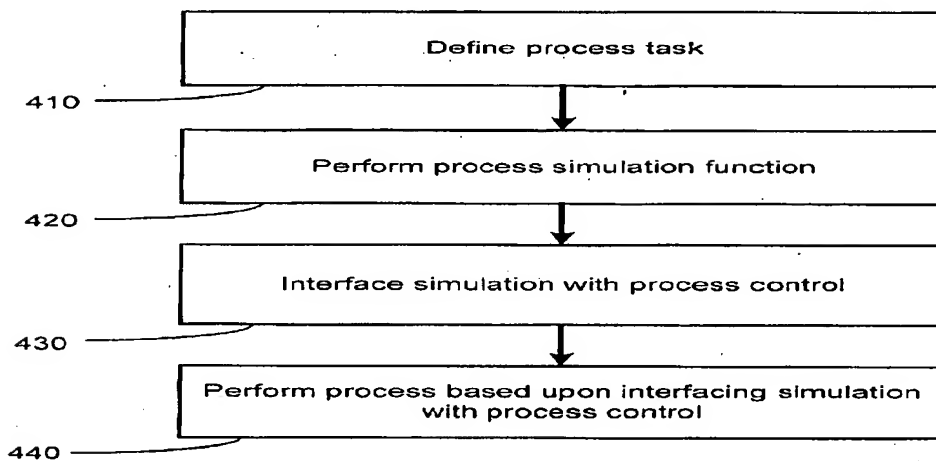 Define process task
410
Perform process simulation function
420
Interface simulation with process control
430
Perform process based upon interfacing simulation
with process control
440